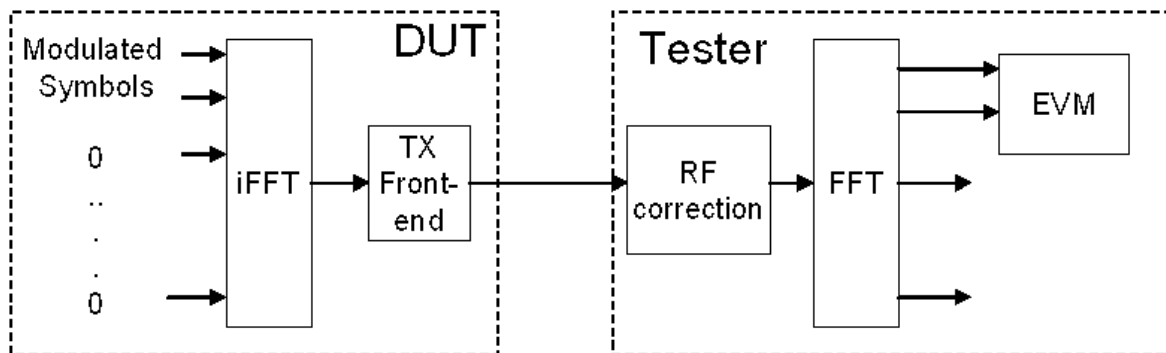 DUT
Modulated
Symbols
0
..
.
.
0
iFFT
TX
Front-
end
Tester
RF
correction
FFT
EVM